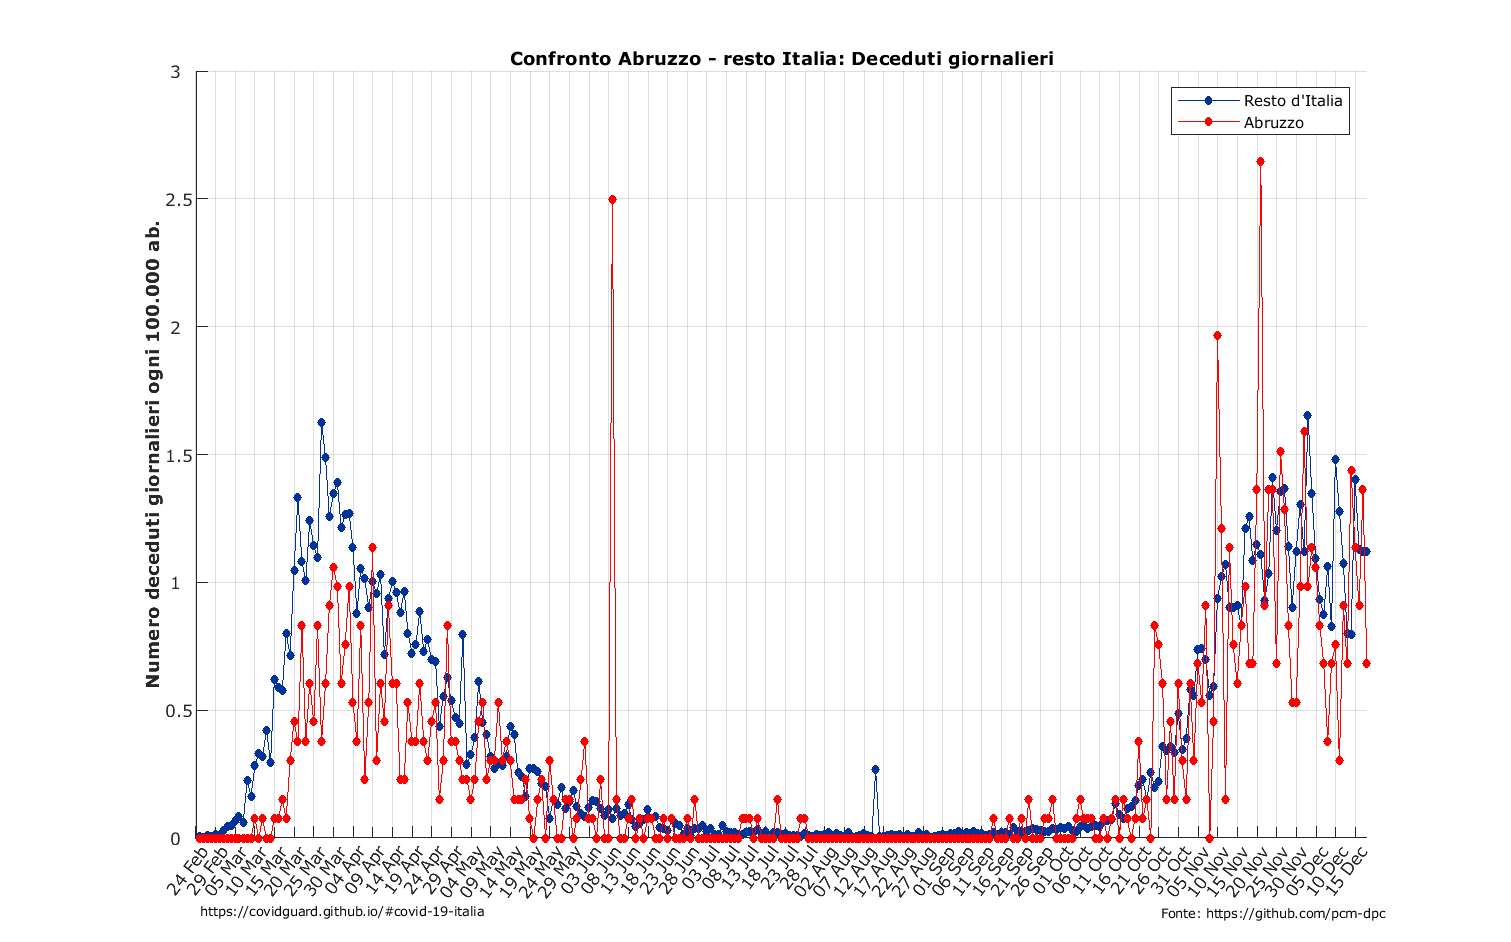 Confronto Abruzzo - resto Italia: Deceduti giornalieri
Numero deceduti giornalieri ogni 100.000 ab.
3
2.5
2
1.5
1
0.5
0
Resto d'Italia
Abruzzo
24 Feb
29 Feb
05 Mar
10 Mar
15 Mar
20 Mar
25 Mar
30 Mar
04 Apr
09 Apr
14 Apr
19 Apr
24 Apr
29 Apr
04 May
09 May
14 May
19 May
24 May
29 May
03 Jun
08 Jun
13 Jun
18 Jun
23 Jun
28 Jun
03 Jul
08 Jul
13 Jul
18 Jul
23 Jul
28 Jul
02 Aug
07 Aug
12 Aug
17 Aug
22 Aug
27 Aug
01 Sep
06 Sep
11 Sep
16 Sep
21 Sep
26 Sep
01 Oct
06 Oct
11 Oct
16 Oct
21 Oct
26 Oct
31 Oct
05 Nov
10 Nov
15 Nov
20 Nov
25 Nov
30 Nov
05 Dec
10 Dec
15 Dec
https://covidguard.github.io/#covid-19-italia
Fonte: https://github.com/pcm-dpc